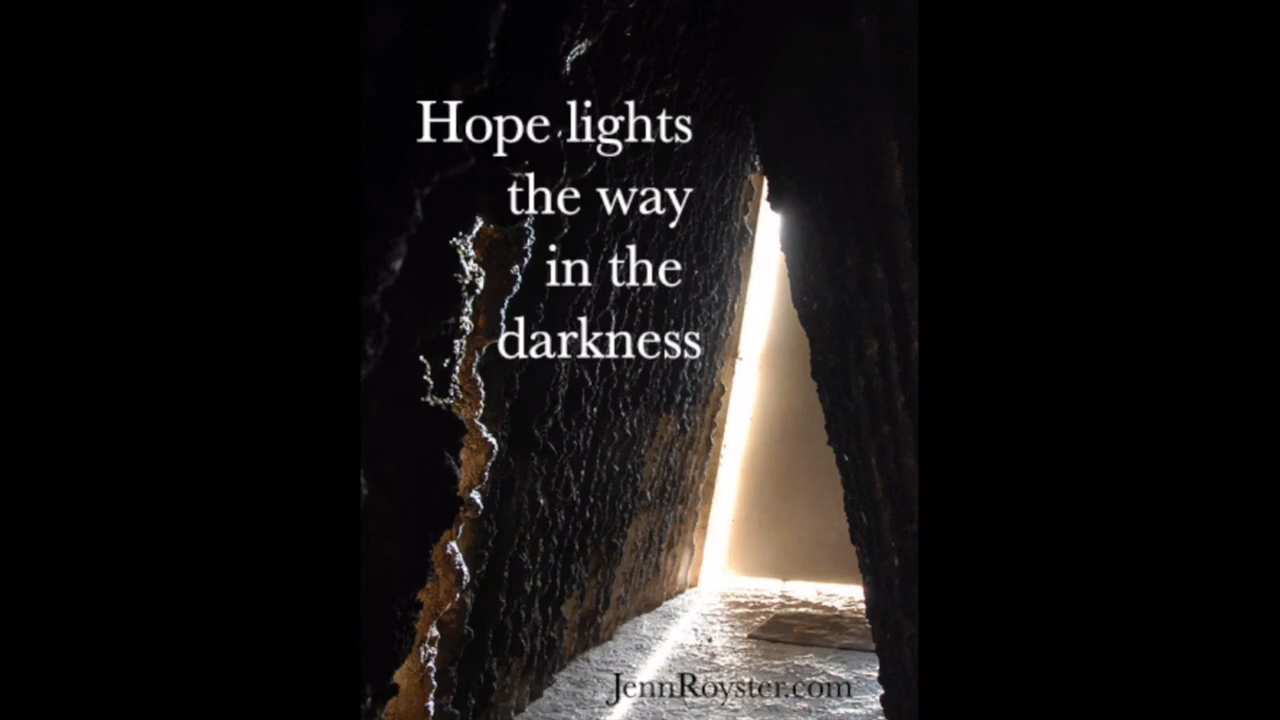 Hope lights
the way
in the
darkness
JennRoyster.com